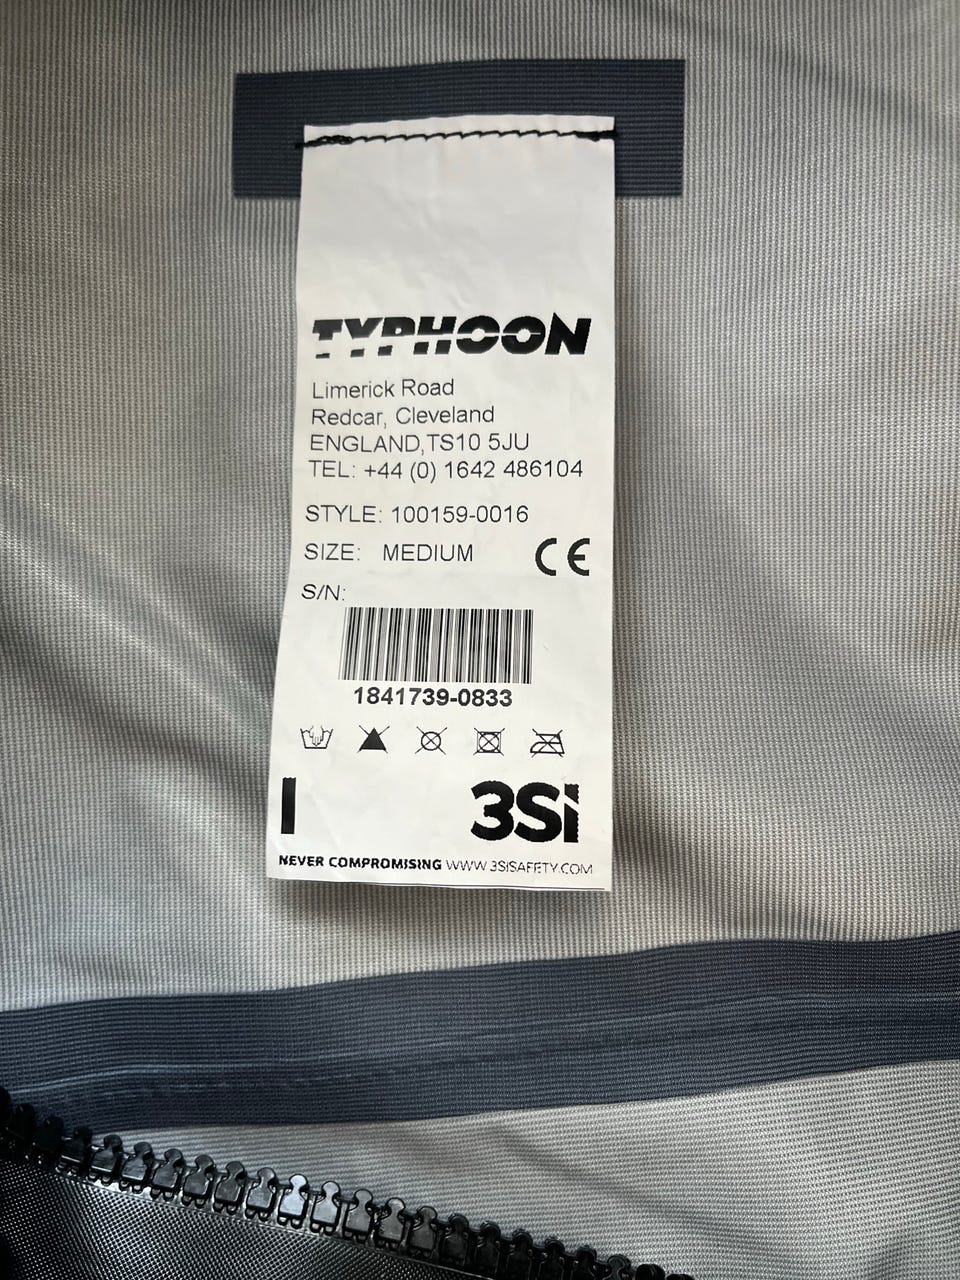 TYPHOON
Limerick Road
Redcar, Cleveland
ENGLAND,TS10 5JU
TEL: +44 (0) 1642 486104
STYLE: 100159-0016
SIZE: MEDIUM CE
S/N:
1841739-0833
3Si
NEVER COMPROMISING WWW.3SISAFETY.COM